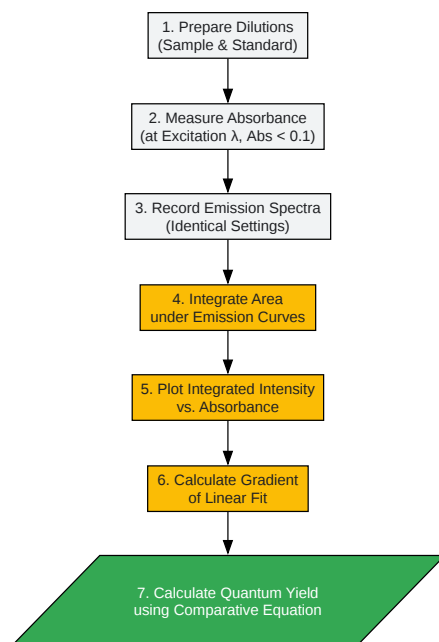 1. Prepare Dilutions
(Sample & Standard)
2. Measure Absorbance
(at Excitation λ, Abs < 0.1)
3. Record Emission Spectra
(Identical Settings)
4. Integrate Area
under Emission Curves
5. Plot Integrated Intensity
vs. Absorbance
6. Calculate Gradient
of Linear Fit
7. Calculate Quantum Yield
using Comparative Equation